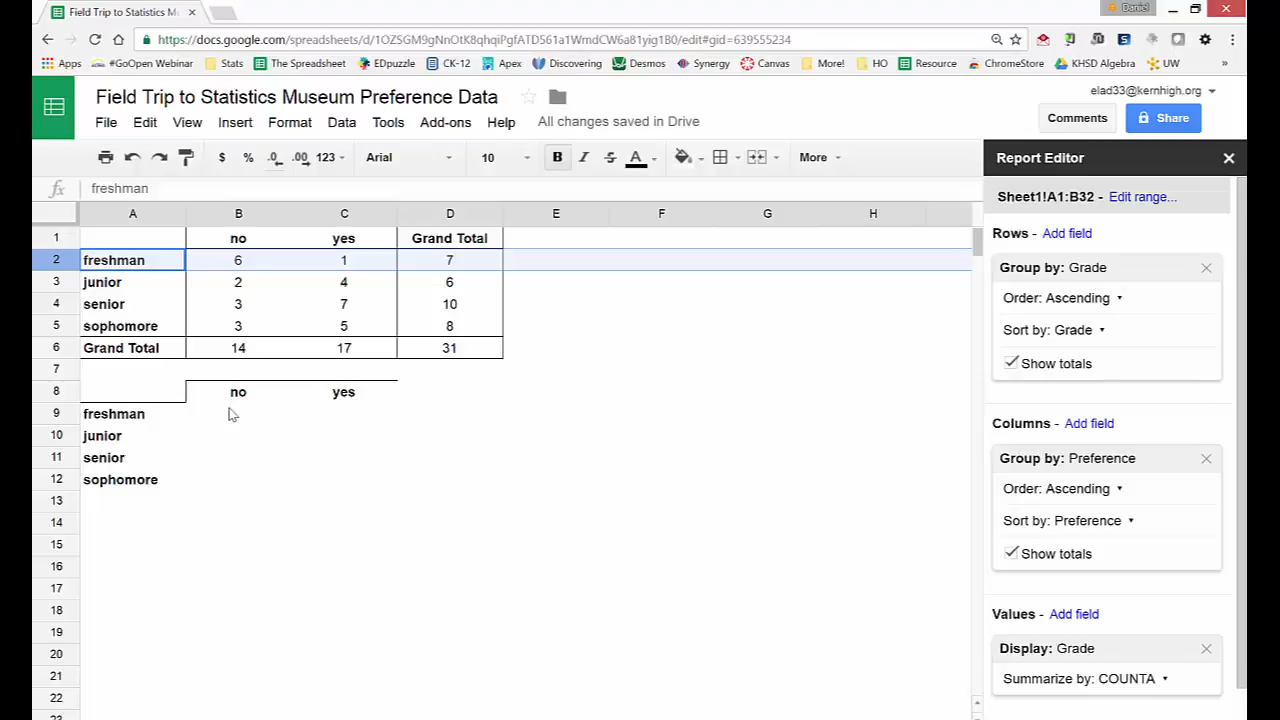 Field Trip to Statistics Mu
Daniel
https://docs.google.com/spreadsheets/d/1OZSGM9gNnOtK8qhqiPgfATD561a1WmdCW6a81yig1B0/edit#gid=639555234
Apps #GoOpen Webinar Stats The Spreadsheet EDpuzzle CK-12 Apex Discovering Desmos Synergy Canvas More! HO Resource ChromeStore KHSD Algebra UW »
Field Trip to Statistics Museum Preference Data
elad33@kernhigh.org
File Edit View Insert Format Data Tools Add-ons Help All changes saved in Drive
Comments Share
$ % .0 .00 123 Arial 10 B I S A More
Report Editor
fx freshman
Sheet1!A1:B32 - Edit range...
A B C D E F G H
Rows - Add field
1 no yes Grand Total
2 freshman 6 1 7
Group by: Grade
3 junior 2 4 6
Order: Ascending
4 senior 3 7 10
5 sophomore 3 5 8
Sort by: Grade
6 Grand Total 14 17 31
Show totals
7
8 no yes
9 freshman
Columns - Add field
10 junior
11 senior
Group by: Preference
12 sophomore
Order: Ascending
13
14
Sort by: Preference
15
Show totals
16
17
18
Values - Add field
19
20
Display: Grade
21
Summarize by: COUNTA
22
23